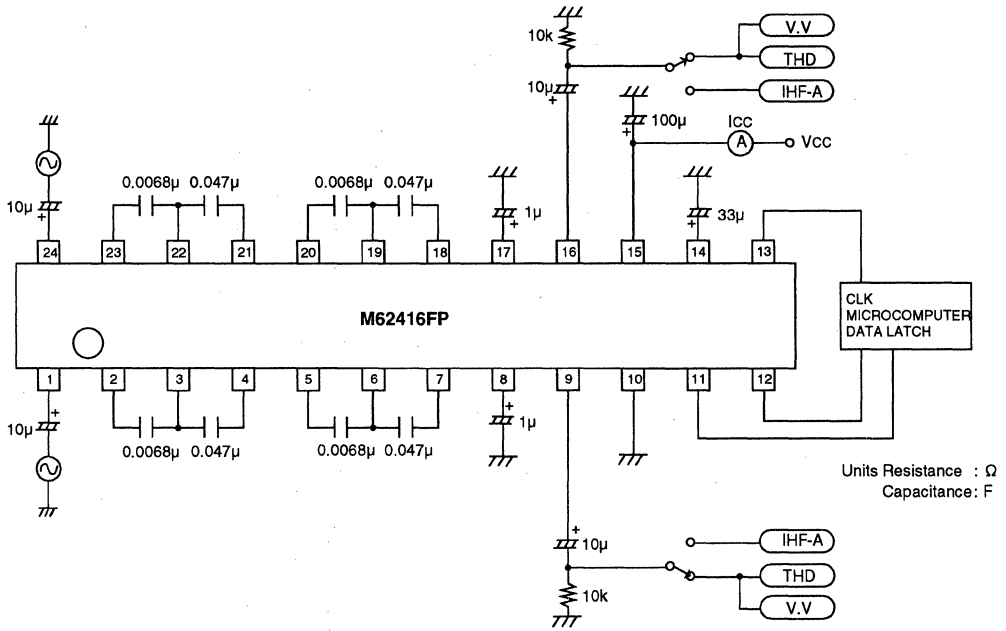 V.V
10k
THD
10µ
+
IHF-A
100µ
+
ICC
A
VCC
0.0068µ 0.047µ
0.0068µ 0.047µ
10µ
+
1µ
+
33µ
+
24 23 22 21 20 19 18 17 16 15 14 13
M62416FP
CLK
MICROCOMPUTER
DATA LATCH
1 2 3 4 5 6 7 8 9 10 11 12
+
10µ
0.0068µ 0.047µ
0.0068µ 0.047µ
+
1µ
Units Resistance : Ω
Capacitance: F
+
10µ
IHF-A
THD
10k
V.V